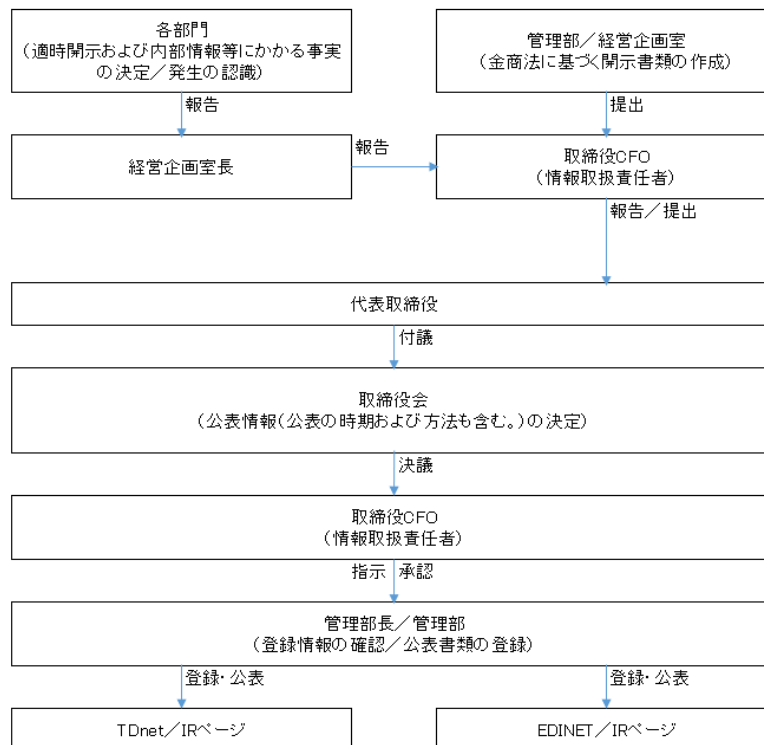 各部門
（適時開示および内部情報等にかかる事実
の決定／発生の認識）
管理部／経営企画室
（金商法に基づく開示書類の作成）
報告
提出
経営企画室長
報告
取締役CFO
（情報取扱責任者）
報告／提出
代表取締役
付議
取締役会
（公表情報（公表の時期および方法も含む。）の決定）
決議
取締役CFO
（情報取扱責任者）
指示 承認
管理部長／管理部
（登録情報の確認／公表書類の登録）
登録・公表
登録・公表
TDnet／IRページ
EDINET／IRページ